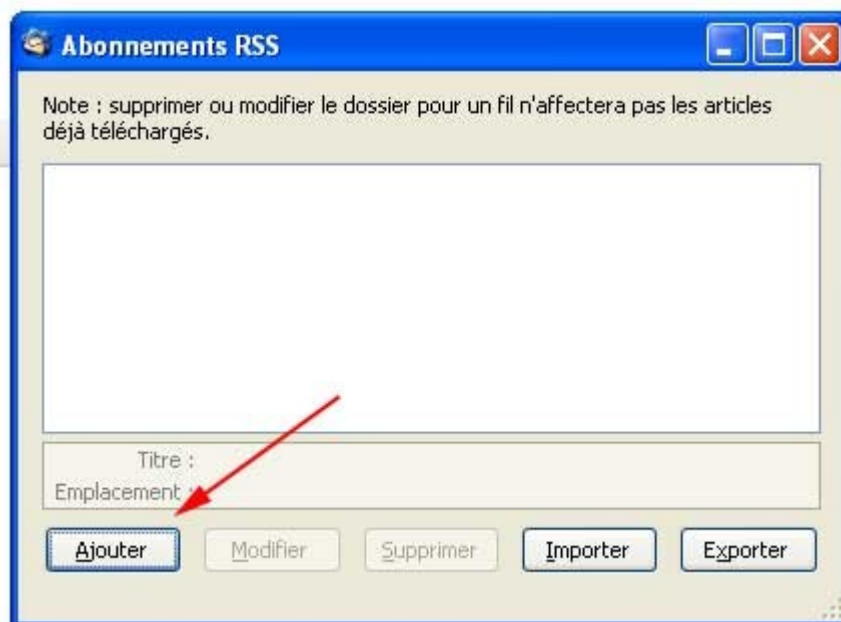 Abonnements RSS
Note : supprimer ou modifier le dossier pour un fil n'affectera pas les articles
déjà téléchargés.
Titre :
Emplacement :
Ajouter Modifier Supprimer Importer Exporter